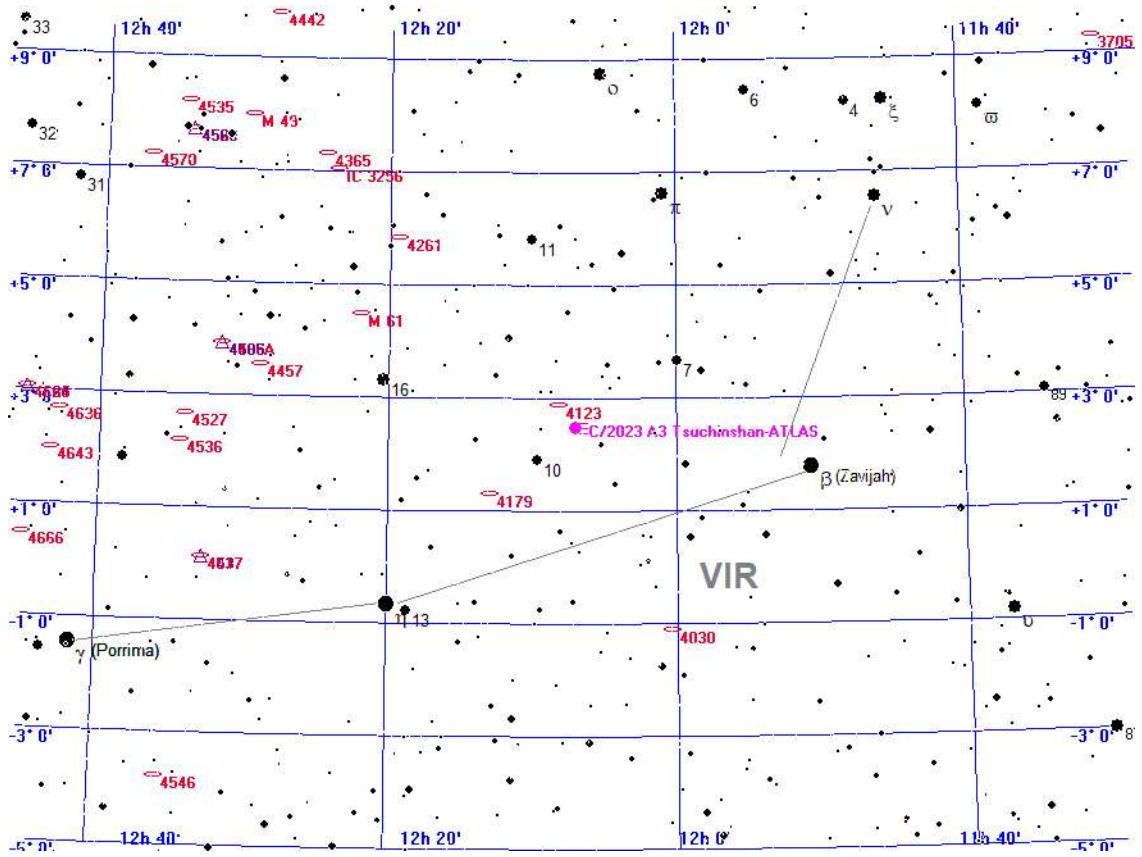 33
12h 40'
4442
12h 20'
12h 0'
11h 40'
3705
+9° 0'
+9° 0'
4535
M 49
ο
6
4
ξ
ϖ
32
4570
4365
IC 3256
+7° 0'
31
π
ν
4261
11
+5° 0'
+5° 0'
M 61
4457
7
16
+3° 0'
+3° 0'
89
4636
4527
4123
C/2023 A3 Tsuchinshan-ATLAS
4643
4536
10
β (Zavijah)
4179
+1° 0'
+1° 0'
4666
VIR
η 13
-1° 0'
-1° 0'
γ (Porrima)
4030
υ
-3° 0'
-3° 0'
4546
12h 40'
12h 20'
12h 0'
11h 40'
-5° 0'
-5° 0'